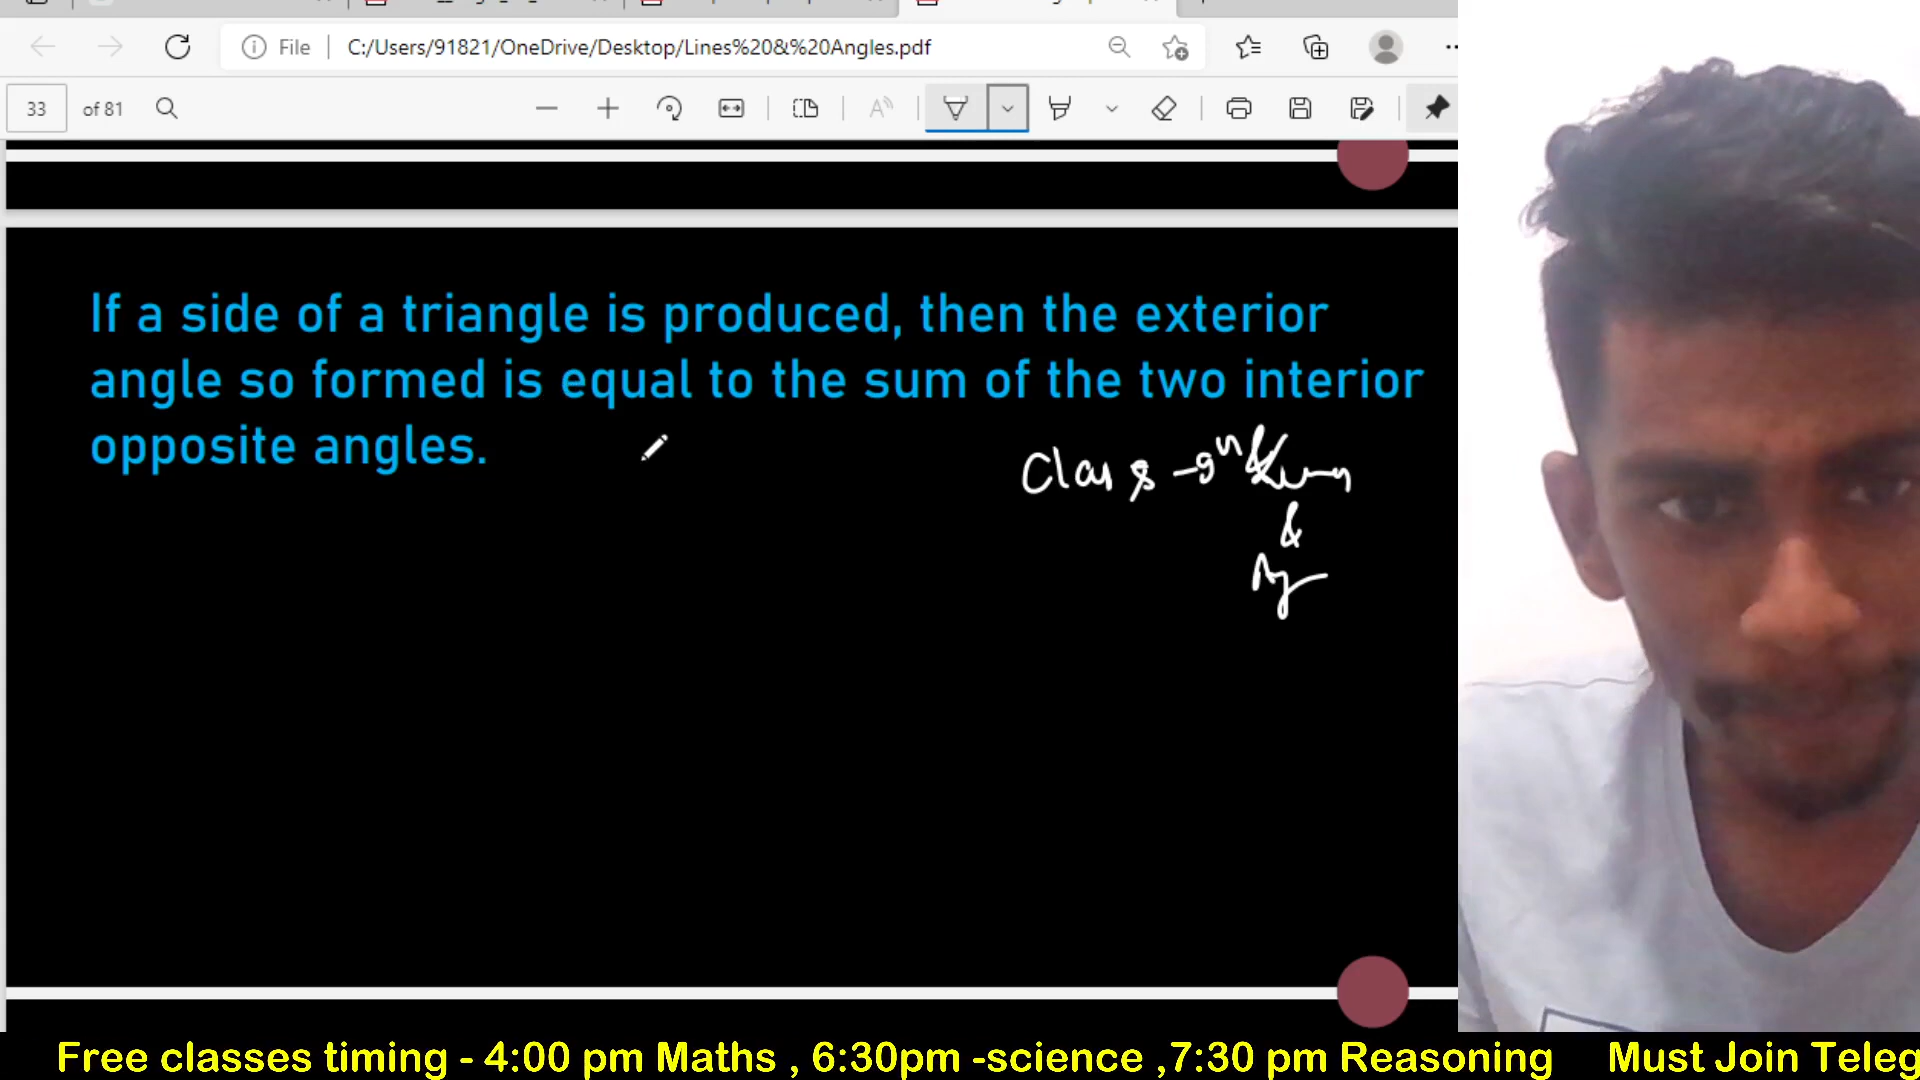 File
C:/Users/91821/OneDrive/Desktop/Lines%20&%20Angles.pdf
33 of 81
If a side of a triangle is produced, then the exterior
angle so formed is equal to the sum of the two interior
opposite angles.
Class -9
&
Free classes timing - 4:00 pm Maths , 6:30pm -science ,7:30 pm Reasoning Must Join Teleg